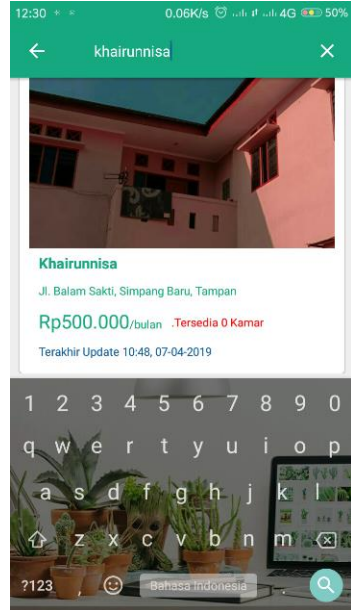 12:30 0.06K/s 4G 50%
khairunnisa
Khairunnisa
Jl. Balam Sakti, Simpang Baru, Tampan
Rp500.000/bulan .Tersedia 0 Kamar
Terakhir Update 10:48, 07-04-2019
1 2 3 4 5 6 7 8 9 0
q w e r t y u i o p
a s d f g h j k l
z x c v b n m
?123 , Bahasa Indonesia .